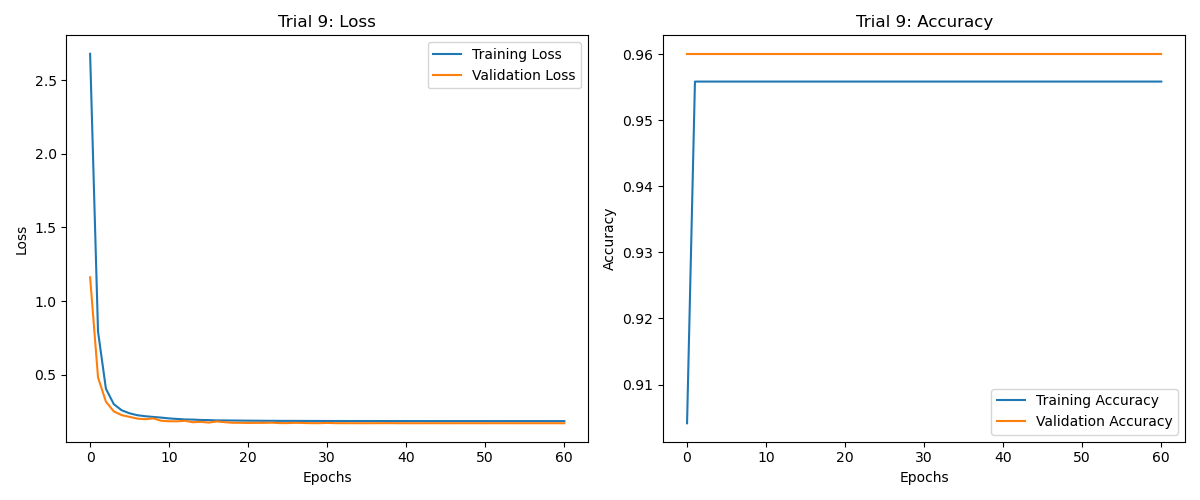 Trial 9: Loss
Training Loss
Validation Loss
2.5
2.0
1.5
1.0
0.5
Loss
0 10 20 30 40 50 60
Epochs
Trial 9: Accuracy
0.96
0.95
0.94
0.93
0.92
0.91
Accuracy
Training Accuracy
Validation Accuracy
0 10 20 30 40 50 60
Epochs